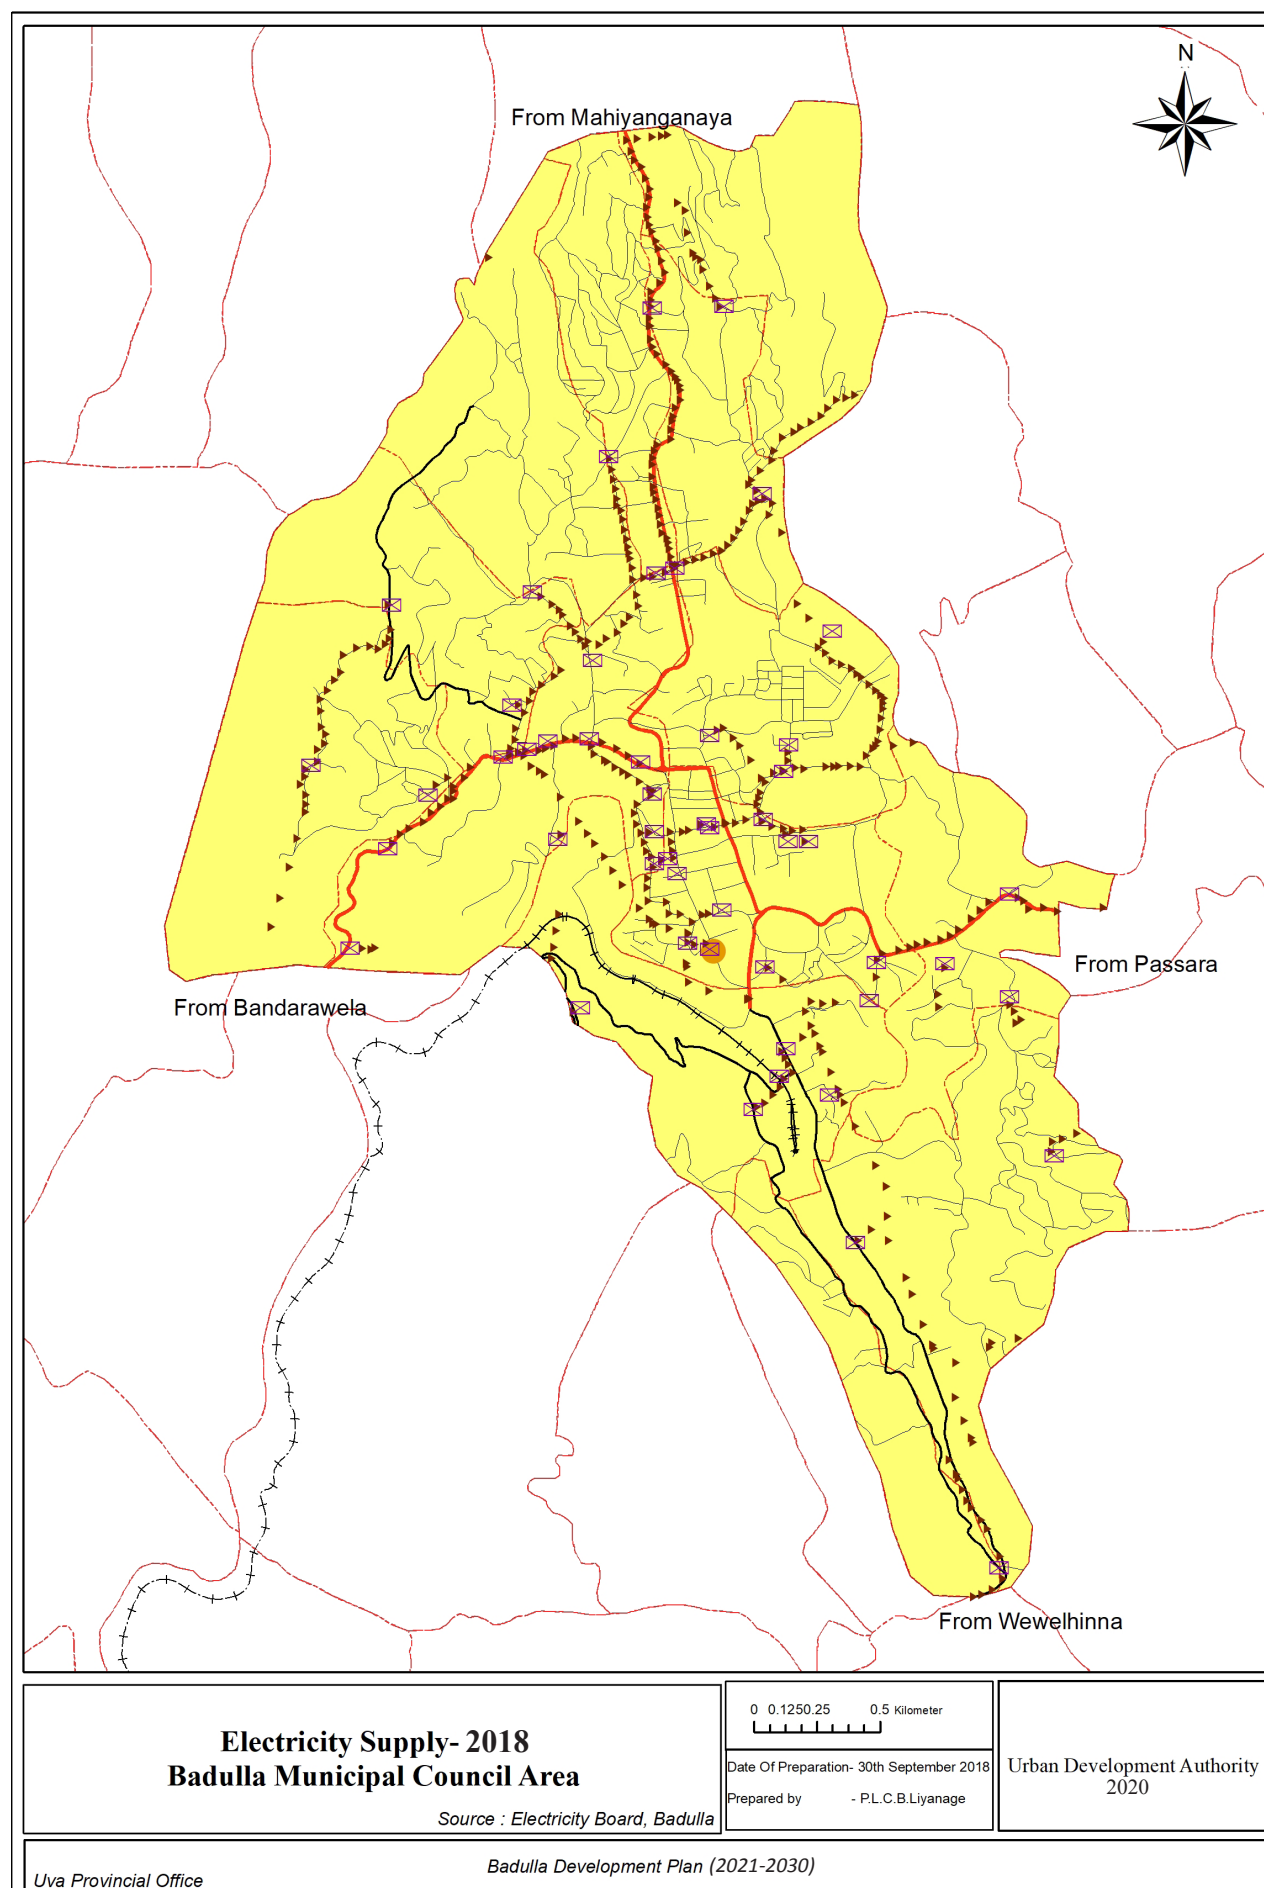 N
From Mahiyanganaya
From Passara
From Bandarawela
From Wewelhinna
Electricity Supply- 2018
Badulla Municipal Council Area
Source : Electricity Board, Badulla
0 0.1250.25 0.5 Kilometer
Date Of Preparation- 30th September 2018
Prepared by - P.L.C.B.Liyanage
Urban Development Authority
2020
Badulla Development Plan (2021-2030)
Uva Provincial Office